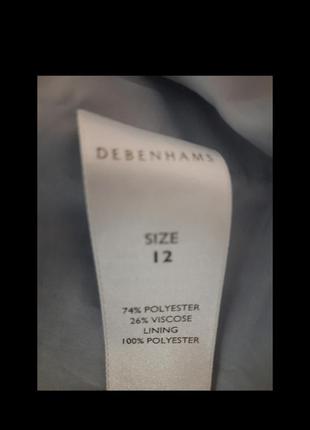 DEBENHAMS
SIZE
12
74% POLYESTER
26% VISCOSE
LINING
100% POLYESTER